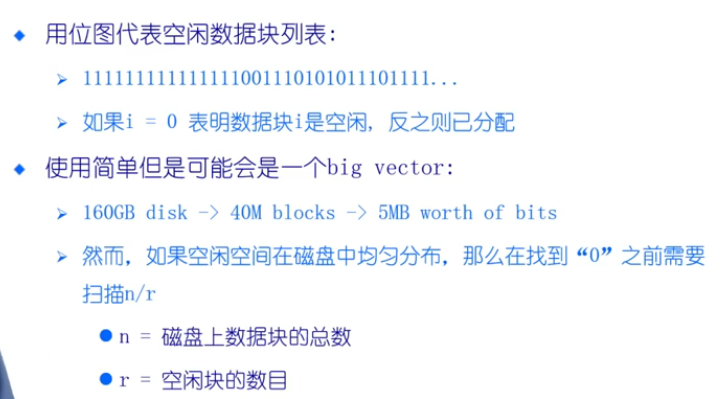 用位图代表空闲数据块列表:
11111111111111100111010101110111...
如果i = 0 表明数据块i是空闲, 反之则已分配
使用简单但是可能会是一个big vector:
160GB disk -> 40M blocks -> 5MB worth of bits
然而, 如果空闲空间在磁盘中均匀分布, 那么在找到“0”之前需要
扫描n/r
n = 磁盘上数据块的总数
r = 空闲块的数目